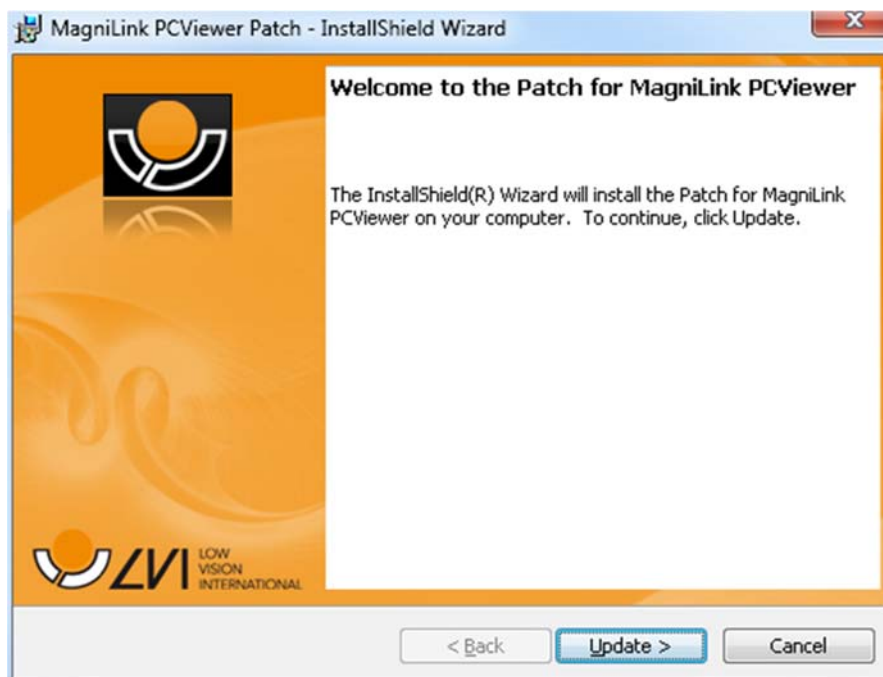 MagniLink PCViewer Patch - InstallShield Wizard
Welcome to the Patch for MagniLink PCViewer
The InstallShield(R) Wizard will install the Patch for MagniLink
PCViewer on your computer.  To continue, click Update.
LVI LOW
VISION
INTERNATIONAL
< Back
Update >
Cancel